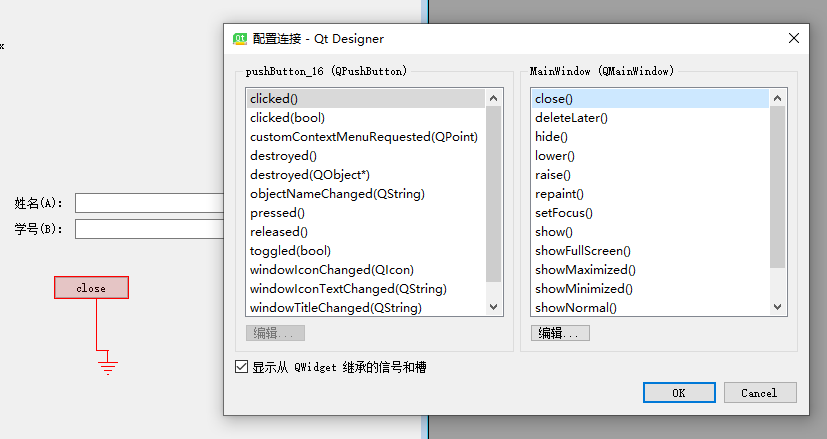 配置连接 - Qt Designer
x
pushButton_16 (QPushButton)
clicked()
clicked(bool)
customContextMenuRequested(QPoint)
destroyed()
destroyed(QObject*)
objectNameChanged(QString)
pressed()
released()
toggled(bool)
windowIconChanged(QIcon)
windowIconTextChanged(QString)
windowTitleChanged(QString)
编辑...
MainWindow (QMainWindow)
close()
deleteLater()
hide()
lower()
raise()
repaint()
setFocus()
show()
showFullScreen()
showMaximized()
showMinimized()
showNormal()
编辑...
姓名(A):
学号(B):
close
显示从 QWidget 继承的信号和槽
OK
Cancel